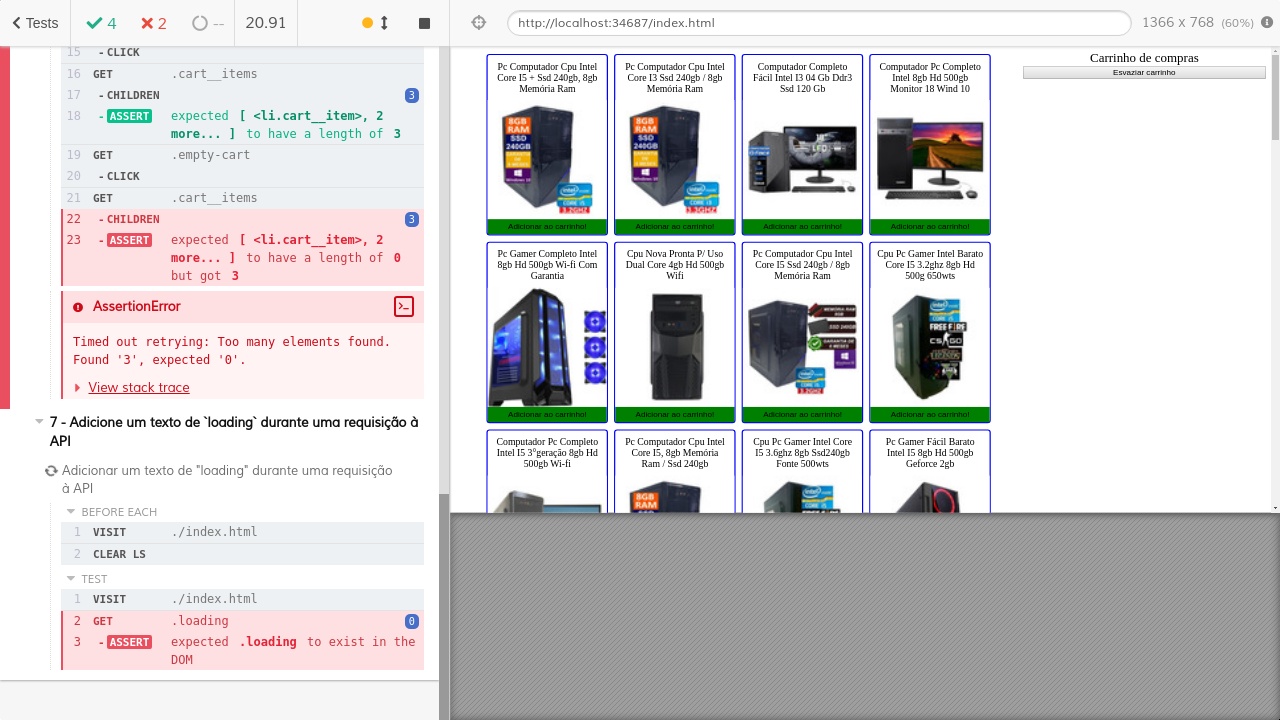 Tests
4
2
--
20.91
http://localhost:34687/index.html
1366 x 768 (60%)
15 - CLICK
16 GET .cart__items
17 - CHILDREN 3
18 - ASSERT expected [ <li.cart__item>, 2
more... ] to have a length of 3
19 GET .empty-cart
20 - CLICK
21 GET .cart__items
22 - CHILDREN 3
23 - ASSERT expected [ <li.cart__item>, 2
more... ] to have a length of 0
but got 3
AssertionError
Timed out retrying: Too many elements found.
Found '3', expected '0'.
View stack trace
7 - Adicione um texto de `loading` durante uma requisição à
API
Adicionar um texto de "loading" durante uma requisição
à API
BEFORE EACH
1 VISIT ./index.html
2 CLEAR LS
TEST
1 VISIT ./index.html
2 GET .loading 0
3 - ASSERT expected .loading to exist in the
DOM
Pc Computador Cpu Intel
Core I5 + Ssd 240gb, 8gb
Memória Ram
Adicionar ao carrinho!
Pc Computador Cpu Intel
Core I3 Ssd 240gb / 8gb
Memória Ram
Adicionar ao carrinho!
Computador Completo
Fácil Intel I3 04 Gb Ddr3
Ssd 120 Gb
Adicionar ao carrinho!
Computador Pc Completo
Intel 8gb Hd 500gb
Monitor 18 Wind 10
Adicionar ao carrinho!
Pc Gamer Completo Intel
8gb Hd 500gb Wi-fi Com
Garantia
Adicionar ao carrinho!
Cpu Nova Pronta P/ Uso
Dual Core 4gb Hd 500gb
Wifi
Adicionar ao carrinho!
Pc Computador Cpu Intel
Core I5 Ssd 240gb / 8gb
Memória Ram
Adicionar ao carrinho!
Cpu Pc Gamer Intel Barato
Core I5 3.2ghz 8gb Hd
500g 650wts
Adicionar ao carrinho!
Computador Pc Completo
Intel I5 3°geração 8gb Hd
500gb Wi-fi
Pc Computador Cpu Intel
Core I5, 8gb Memória
Ram / Ssd 240gb
Cpu Pc Gamer Intel Core
I5 3.6ghz 8gb Ssd240gb
Fonte 500wts
Pc Gamer Fácil Barato
Intel I5 8gb Hd 500gb
Geforce 2gb
8GB
RAM
SSD
240GB
8GB
RAM
SSD
240GB
FREE FIRE
CS:GO
8GB
RAM
Carrinho de compras
Esvaziar carrinho